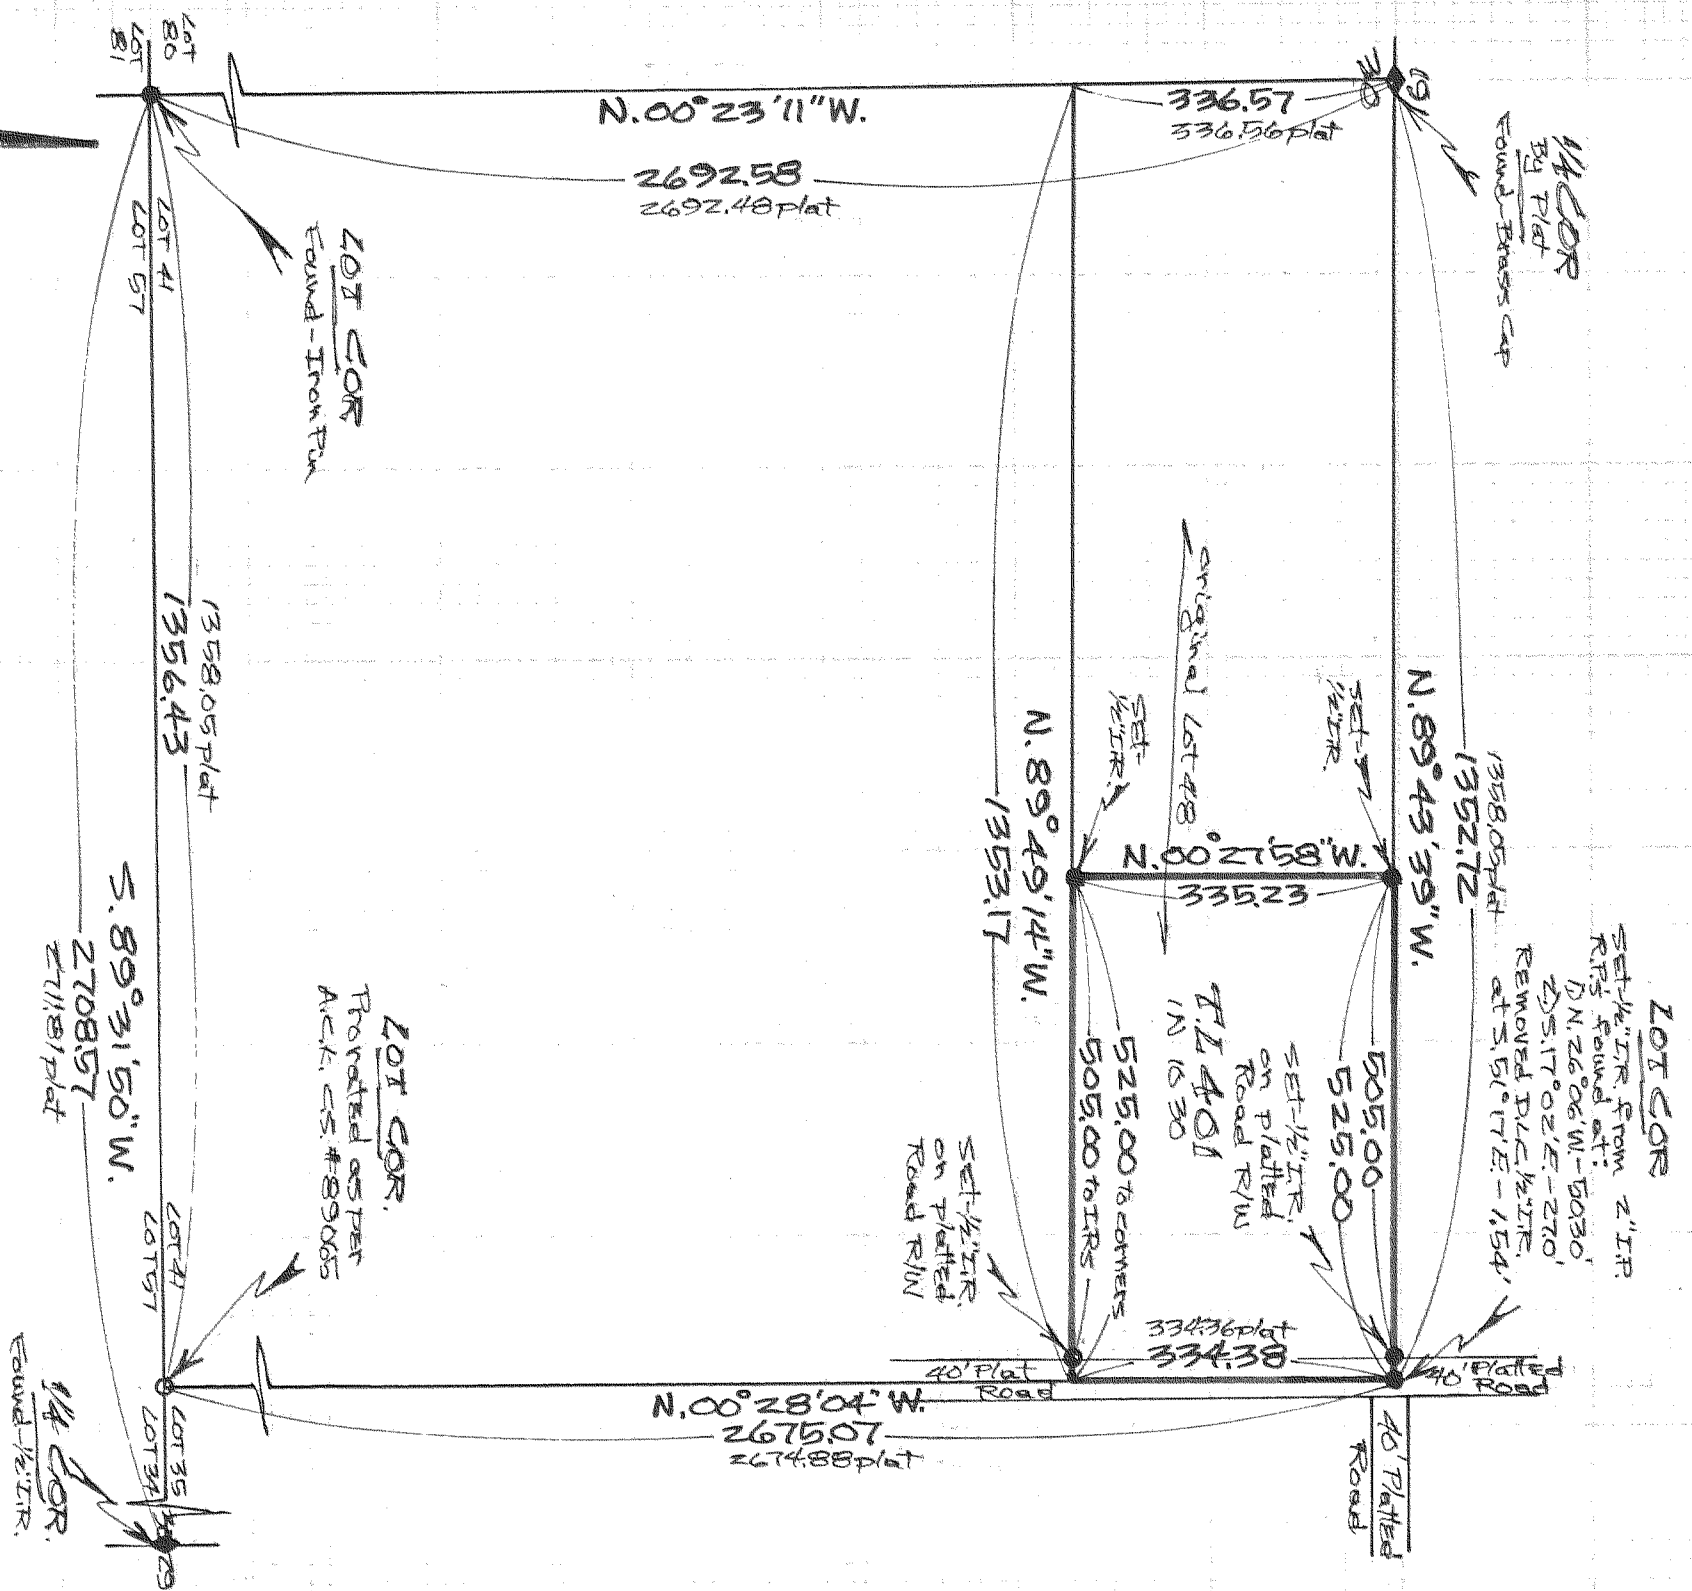 LOT
80
LOT
81
N.00°23'11"W.
336.57
336.56 plat
2692.58
2692.48 plat
19
30
1/4 COR
By Plat
Found-Brass Cap
LOT COR
Found-Iron Pin
LOT 41
LOT 57
1358.05 plat
1356.43
S.89°31'50"W.
2708.57
2711.81 plat
1358.05 plat
1352.72
N.89°43'39"W.
SET-
1/2"I.R.
SET-
1/2"I.R.
original Lot 48
N.89°49'14"W.
1353.17
N.00°27'58"W.
335.23
LOT COR
SET-1/2"I.R. from 2"I.P.
R.P.'s found at:
1) N.26°06'W.-50.30'
2) S.17°02'E.-27.0'
Removed D.L.C. 1/2"I.R.
at S.51°17'E.-1.54'
505.00
525.00
SET-1/2"I.R.
on platted
Road R/W
T.L 401
1N 10 30
525.00 to corners
505.00 to I.R.s
SET-1/2"I.R.
on platted
Road R/W
334.36 plat
334.38
40' Plat
Road
40' Platted
Road
40' Platted
Road
N.00°28'04"W.
2675.07
2674.88 plat
LOT COR.
Prorated as per
A.C.K. C.S.#-89065
LOT 41
LOT 57
LOT 35
LOT 34
29
1/4 COR.
Found-1/2"I.R.